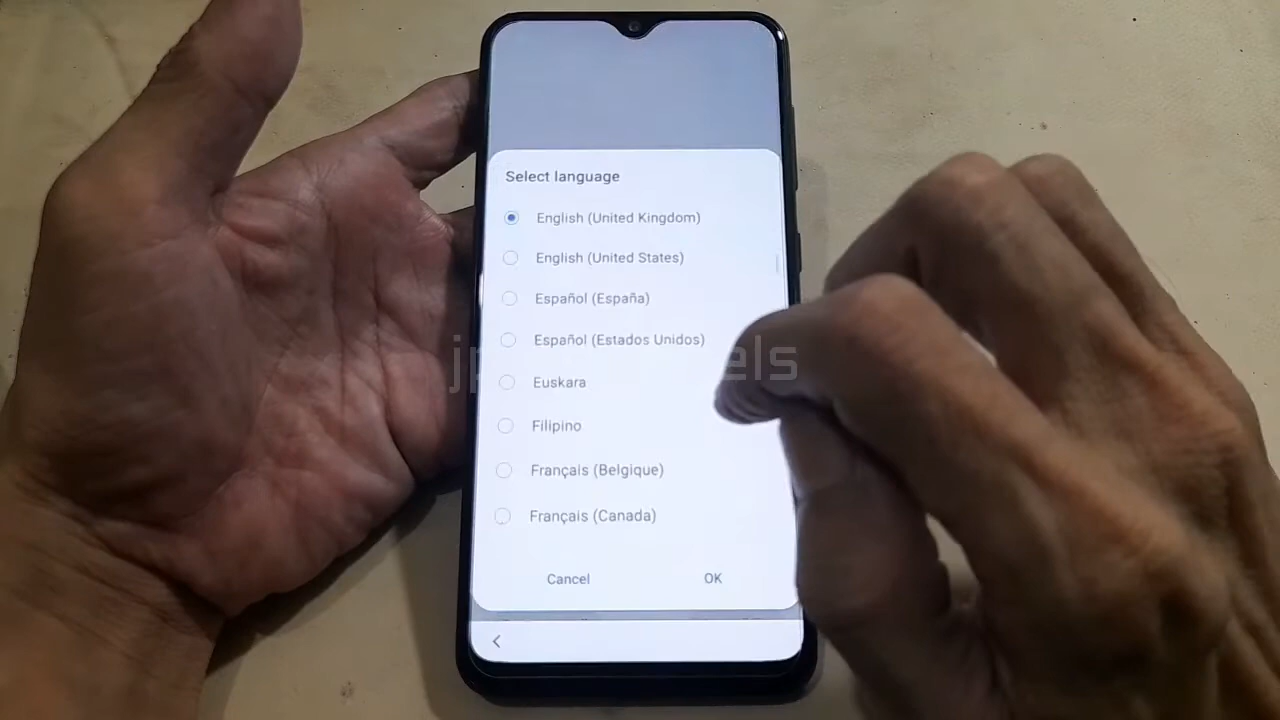 Select language
English (United Kingdom)
English (United States)
Español (España)
Español (Estados Unidos)
Euskara
Filipino
Français (Belgique)
Français (Canada)
Cancel
OK